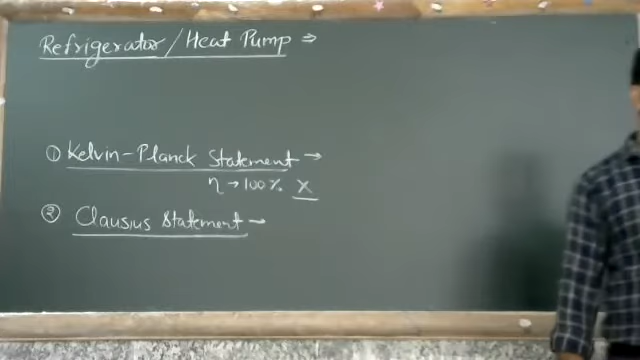 Refrigerator/Heat Pump ⇒
① Kelvin-Planck Statement →
η → 100% X
② Clausius Statement →